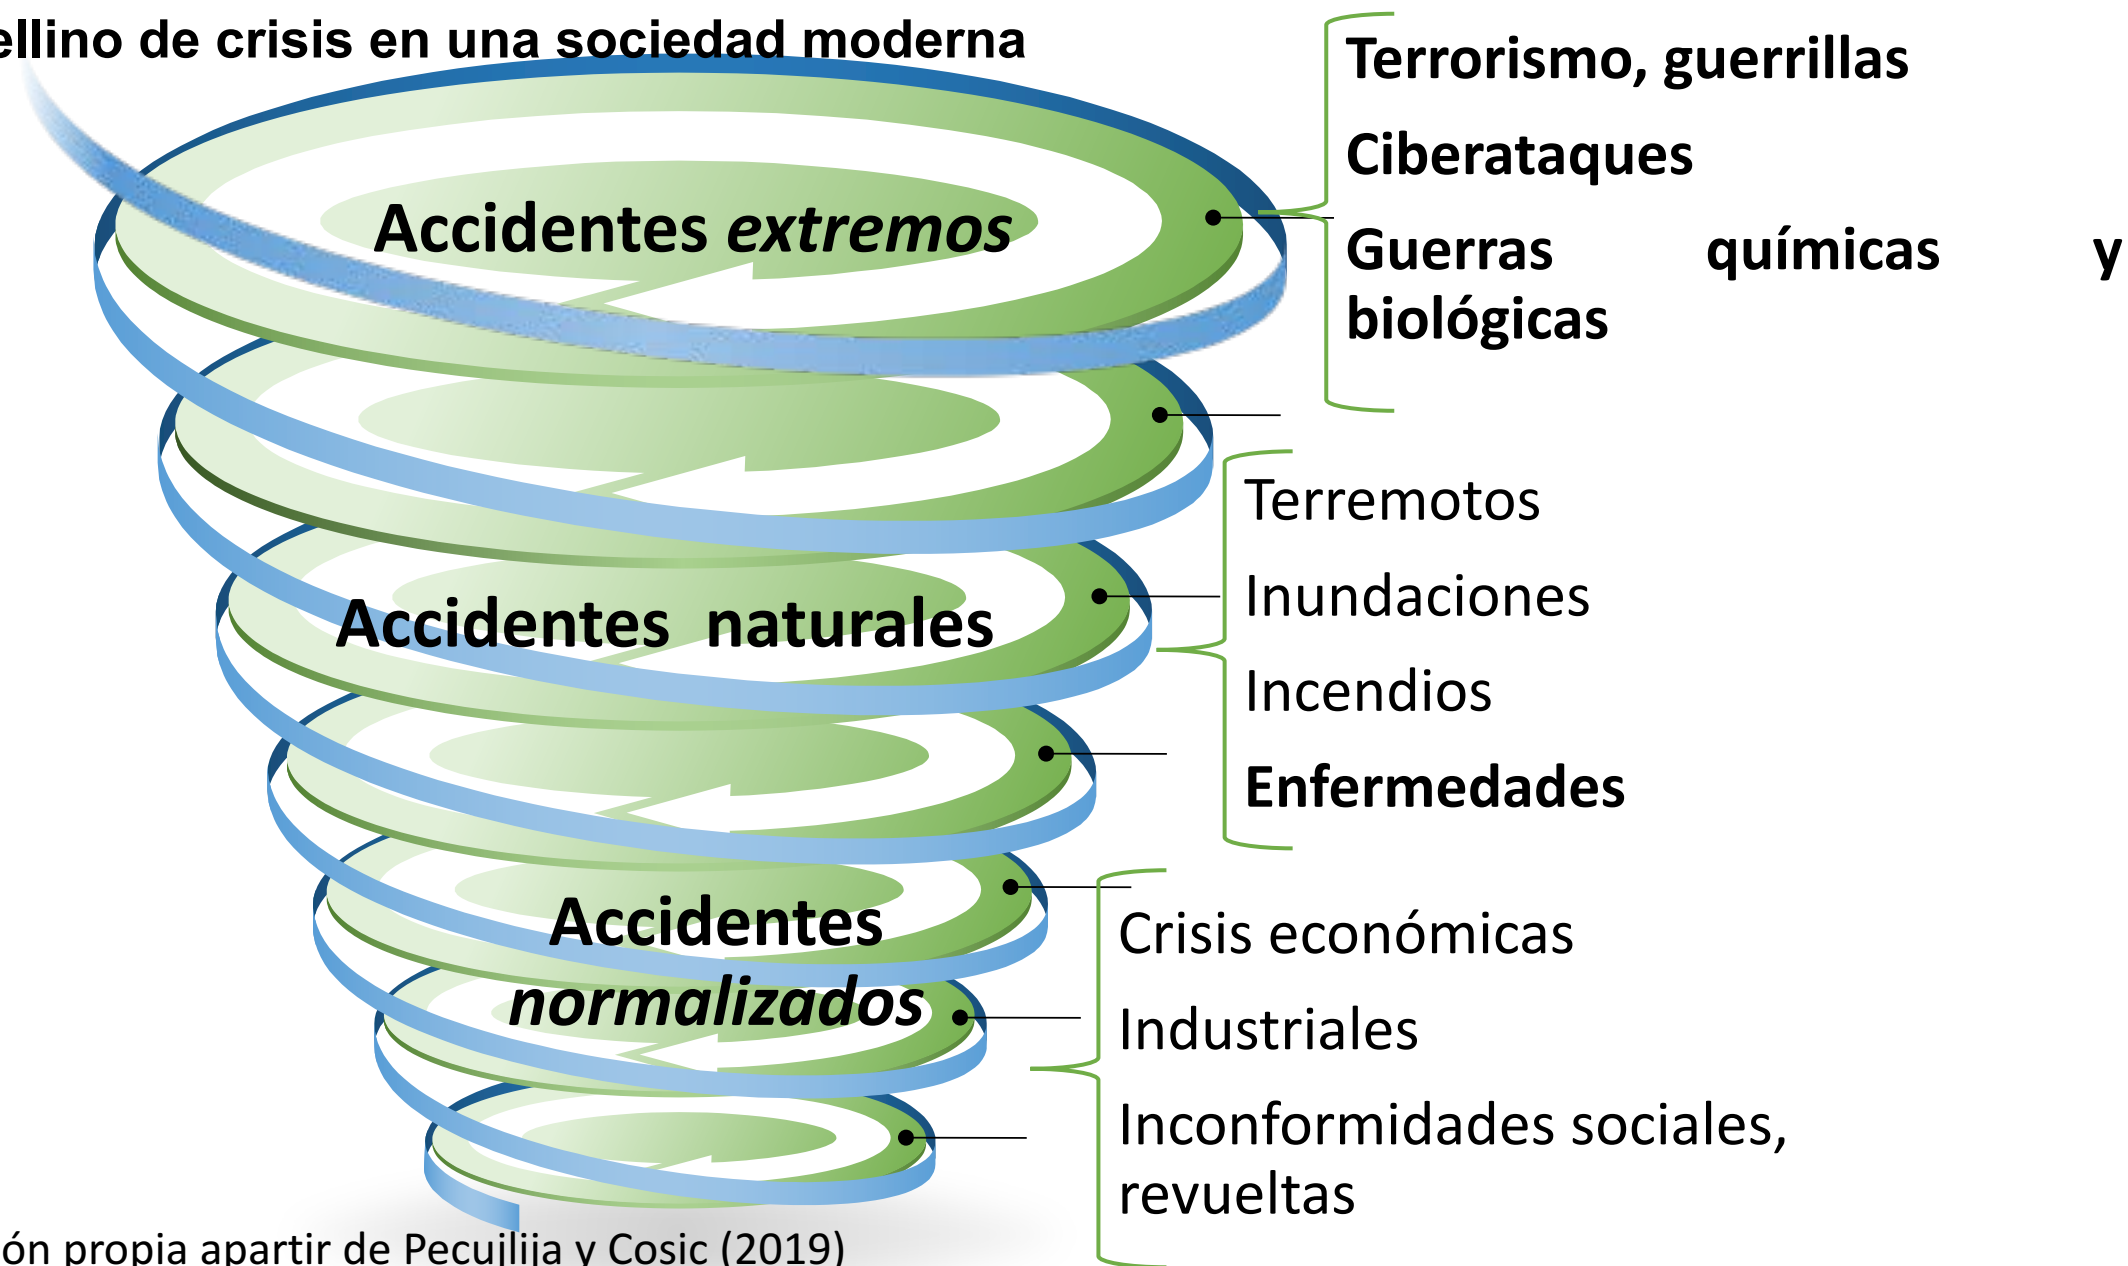 ellino de crisis en una sociedad moderna
Terrorismo, guerrillas
Ciberataques
Guerras químicas y
biológicas
Accidentes extremos
Terremotos
Inundaciones
Incendios
Enfermedades
Accidentes naturales
Crisis económicas
Industriales
Inconformidades sociales,
revueltas
Accidentes
normalizados
ón propia apartir de Pecujlija y Cosic (2019)